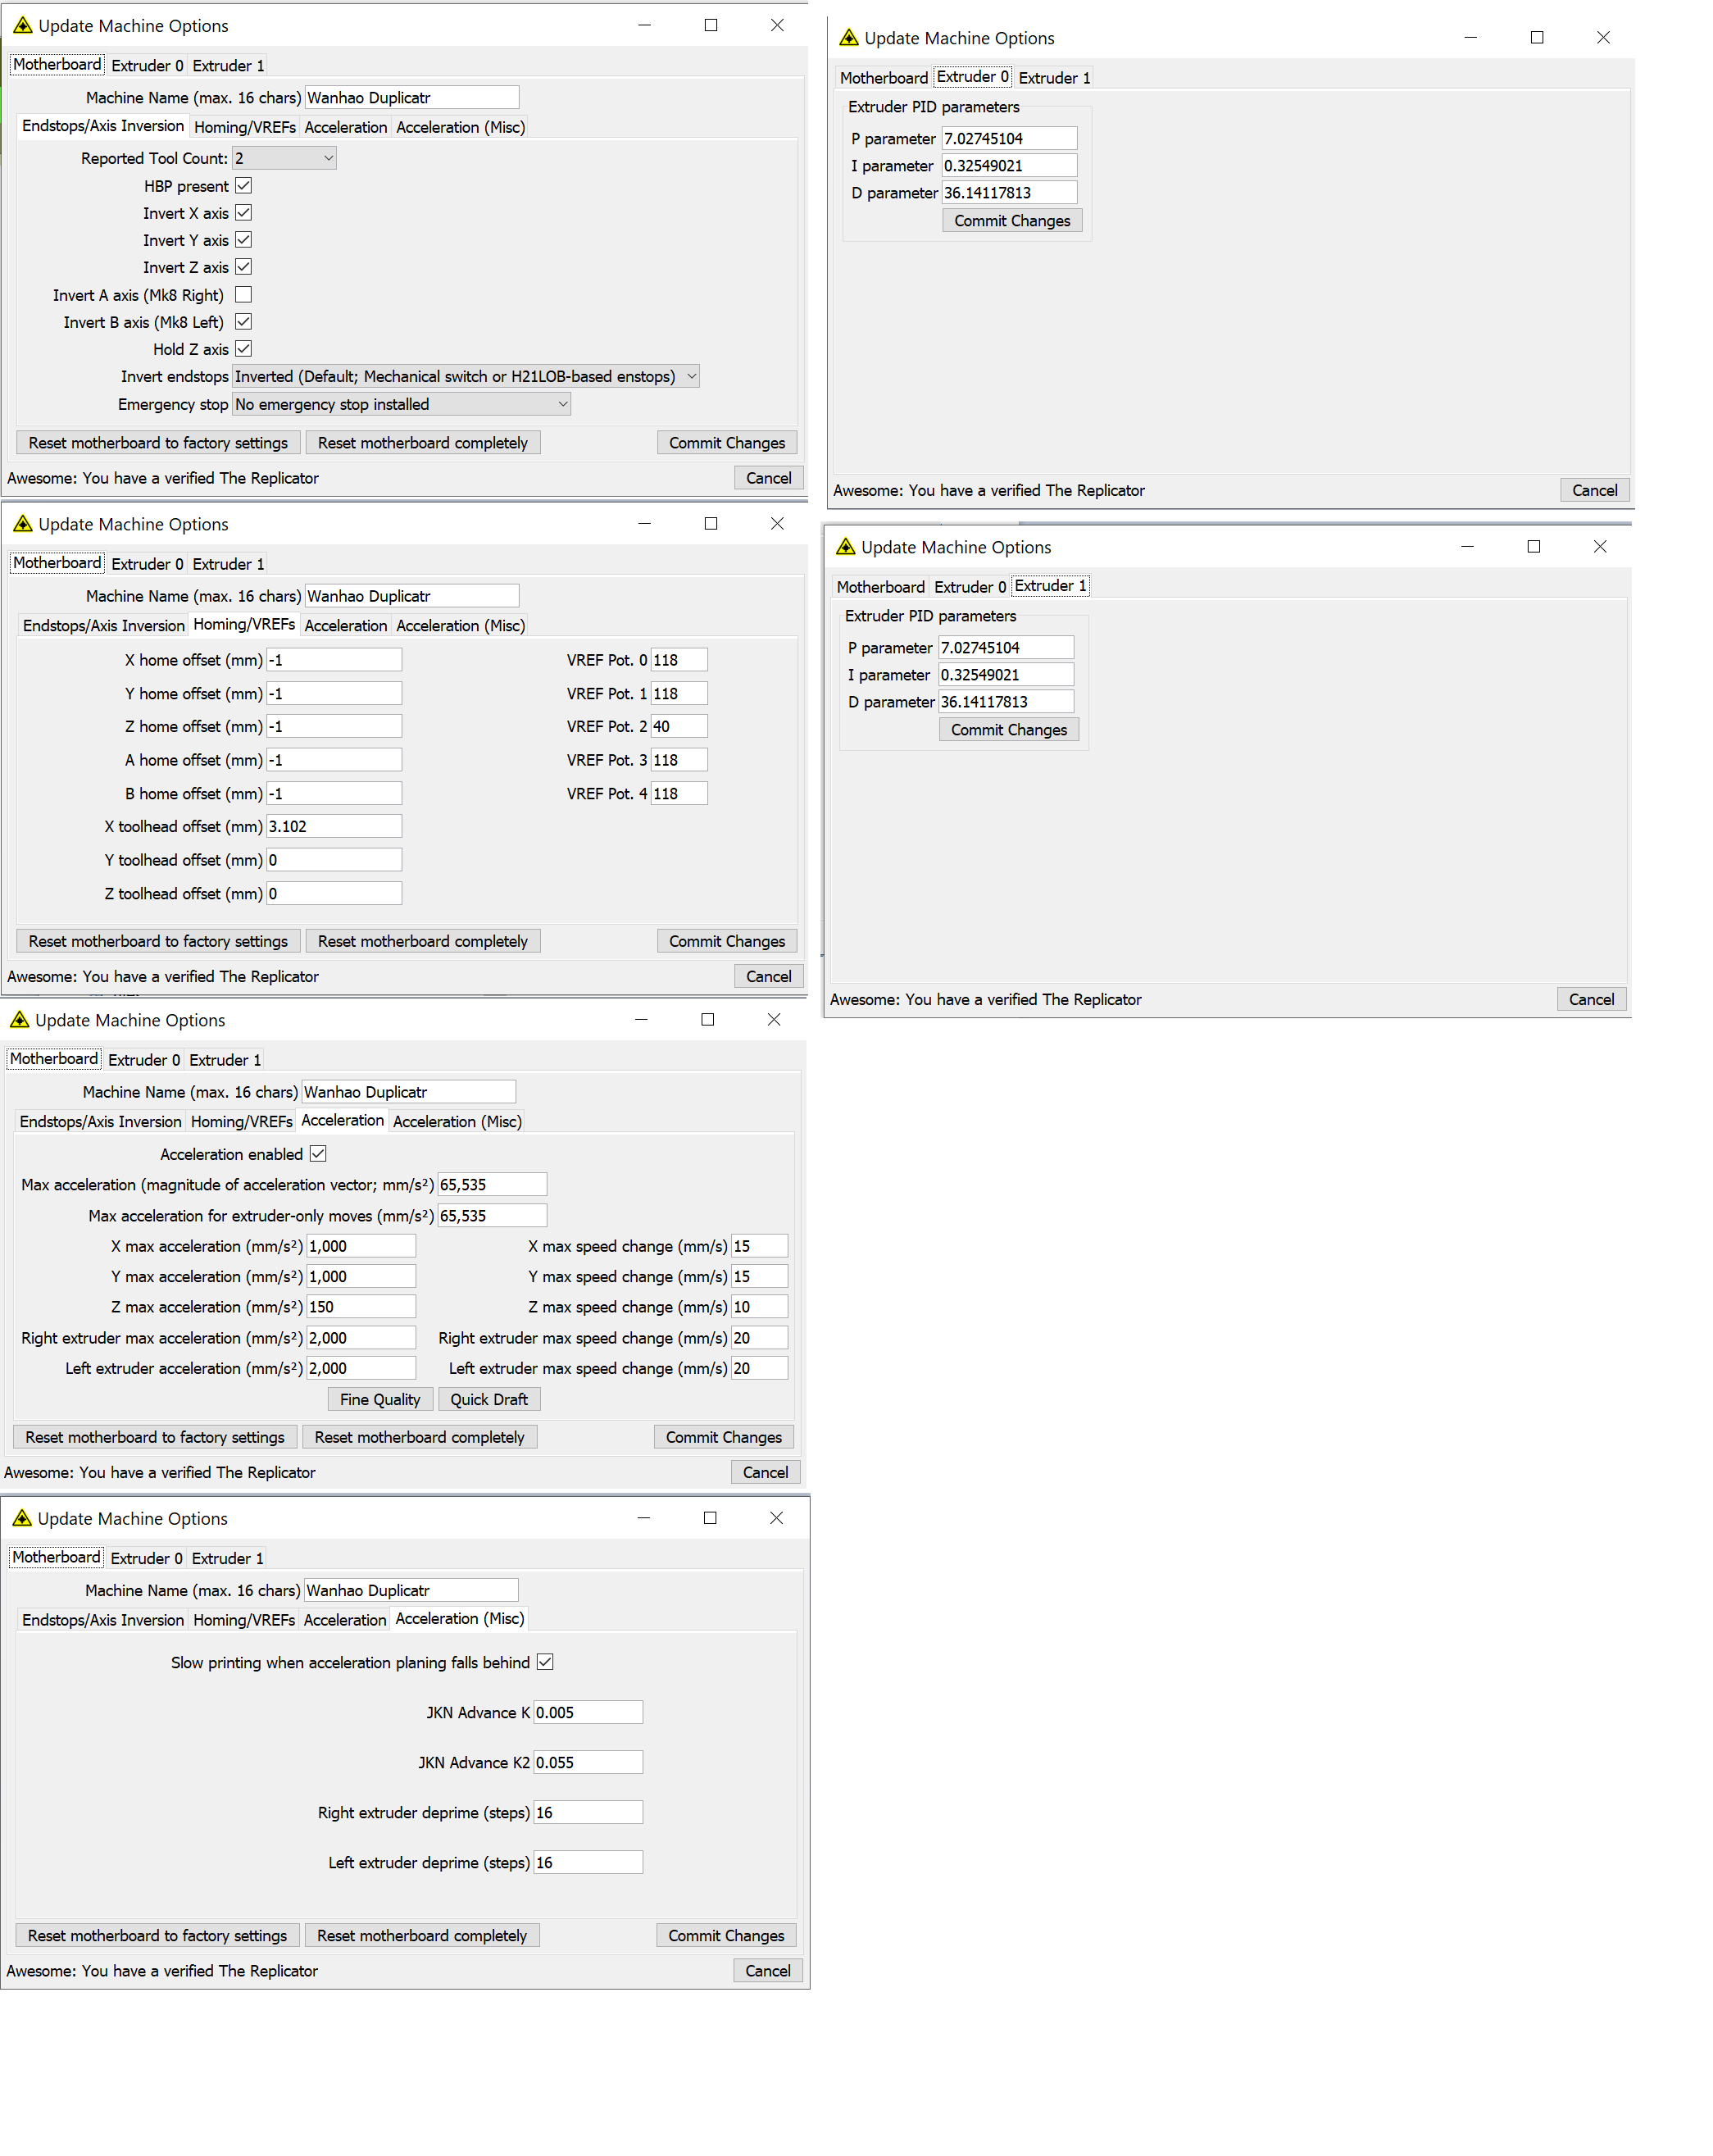 Update Machine Options
Motherboard Extruder 0 Extruder 1
Machine Name (max. 16 chars) Wanhao Duplicatr
Endstops/Axis Inversion Homing/VREFs Acceleration Acceleration (Misc)
Reported Tool Count: 2
HBP present
Invert X axis
Invert Y axis
Invert Z axis
Invert A axis (Mk8 Right)
Invert B axis (Mk8 Left)
Hold Z axis
Invert endstops Inverted (Default; Mechanical switch or H21LOB-based enstops)
Emergency stop No emergency stop installed
Reset motherboard to factory settings Reset motherboard completely Commit Changes
Awesome: You have a verified The Replicator Cancel
Update Machine Options
Motherboard Extruder 0 Extruder 1
Machine Name (max. 16 chars) Wanhao Duplicatr
Endstops/Axis Inversion Homing/VREFs Acceleration Acceleration (Misc)
X home offset (mm) -1 VREF Pot. 0 118
Y home offset (mm) -1 VREF Pot. 1 118
Z home offset (mm) -1 VREF Pot. 2 40
A home offset (mm) -1 VREF Pot. 3 118
B home offset (mm) -1 VREF Pot. 4 118
X toolhead offset (mm) 3.102
Y toolhead offset (mm) 0
Z toolhead offset (mm) 0
Reset motherboard to factory settings Reset motherboard completely Commit Changes
Awesome: You have a verified The Replicator Cancel
Update Machine Options
Motherboard Extruder 0 Extruder 1
Machine Name (max. 16 chars) Wanhao Duplicatr
Endstops/Axis Inversion Homing/VREFs Acceleration Acceleration (Misc)
Acceleration enabled
Max acceleration (magnitude of acceleration vector; mm/s²) 65,535
Max acceleration for extruder-only moves (mm/s²) 65,535
X max acceleration (mm/s²) 1,000 X max speed change (mm/s) 15
Y max acceleration (mm/s²) 1,000 Y max speed change (mm/s) 15
Z max acceleration (mm/s²) 150 Z max speed change (mm/s) 10
Right extruder max acceleration (mm/s²) 2,000 Right extruder max speed change (mm/s) 20
Left extruder acceleration (mm/s²) 2,000 Left extruder max speed change (mm/s) 20
Fine Quality Quick Draft
Reset motherboard to factory settings Reset motherboard completely Commit Changes
Awesome: You have a verified The Replicator Cancel
Update Machine Options
Motherboard Extruder 0 Extruder 1
Machine Name (max. 16 chars) Wanhao Duplicatr
Endstops/Axis Inversion Homing/VREFs Acceleration Acceleration (Misc)
Slow printing when acceleration planing falls behind
JKN Advance K 0.005
JKN Advance K2 0.055
Right extruder deprime (steps) 16
Left extruder deprime (steps) 16
Reset motherboard to factory settings Reset motherboard completely Commit Changes
Awesome: You have a verified The Replicator Cancel
Update Machine Options
Motherboard Extruder 0 Extruder 1
Extruder PID parameters
P parameter 7.02745104
I parameter 0.32549021
D parameter 36.14117813
Commit Changes
Awesome: You have a verified The Replicator Cancel
Update Machine Options
Motherboard Extruder 0 Extruder 1
Extruder PID parameters
P parameter 7.02745104
I parameter 0.32549021
D parameter 36.14117813
Commit Changes
Awesome: You have a verified The Replicator Cancel